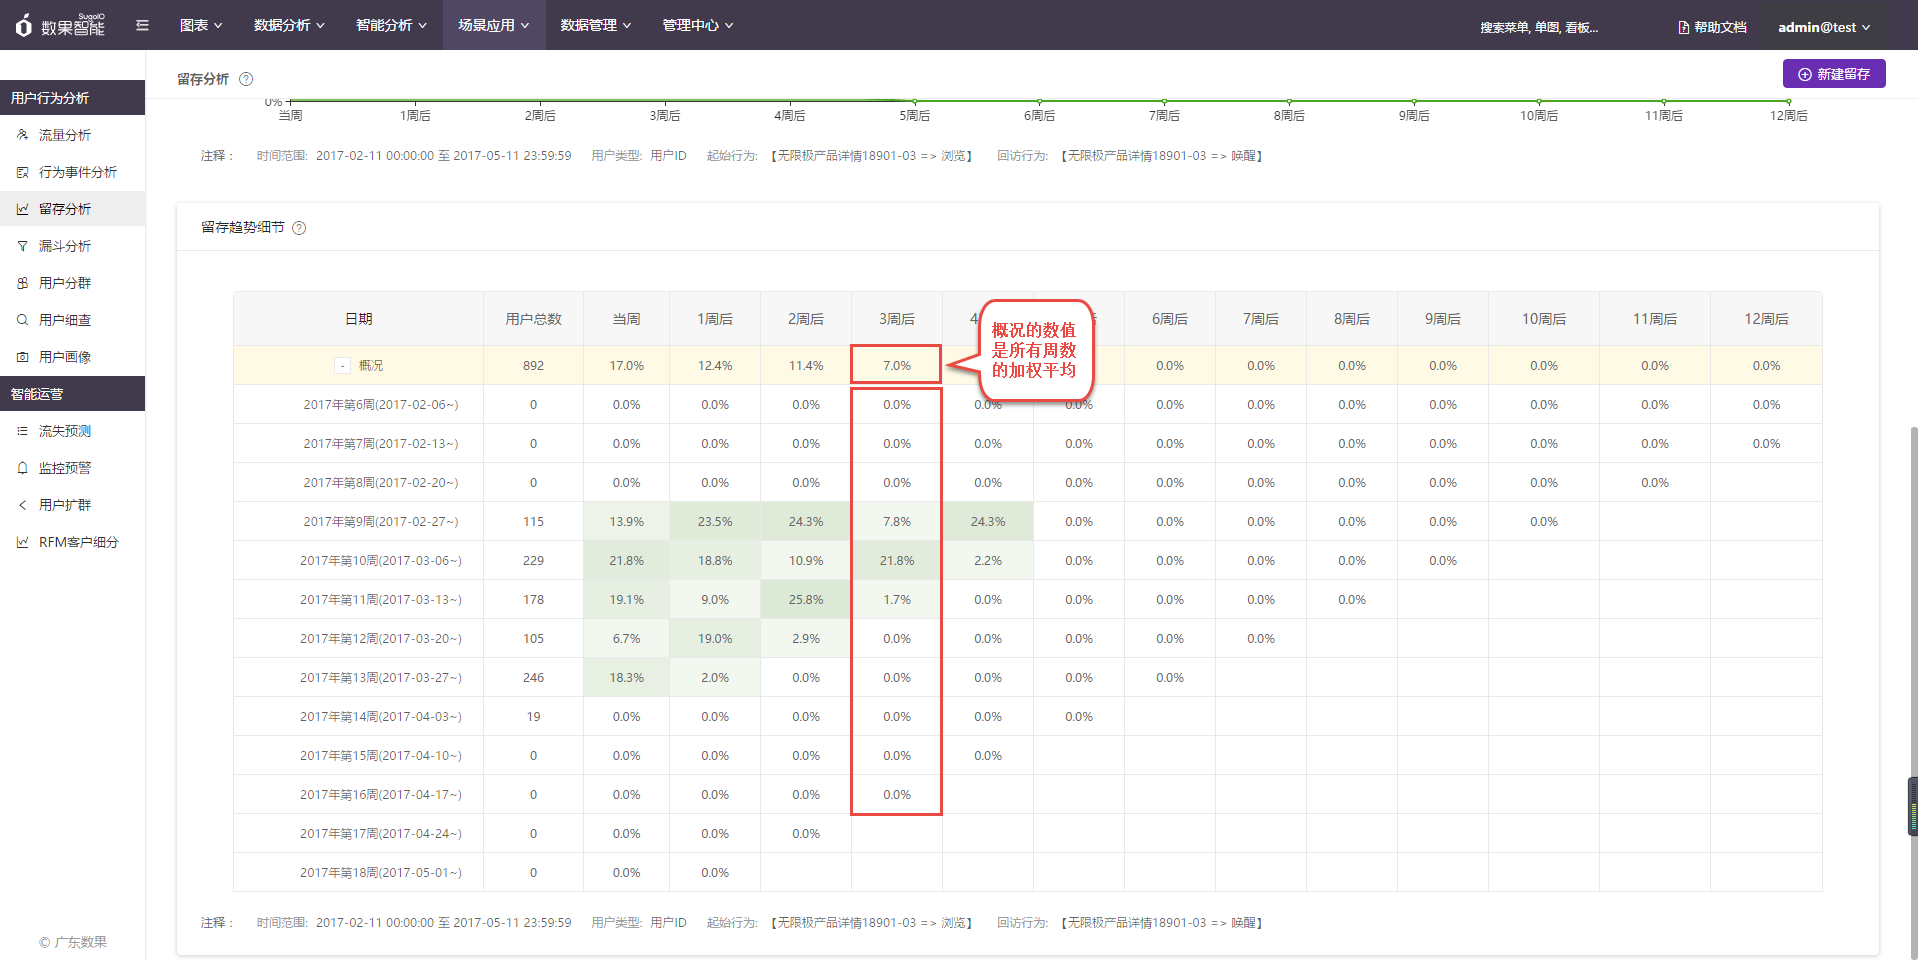 SugoIO
数果智能
图表 数据分析 智能分析 场景应用 数据管理 管理中心 搜索菜单, 单图, 看板... 帮助文档 admin@test
留存分析 ? 新建留存
用户行为分析
流量分析
行为事件分析
留存分析
漏斗分析
用户分群
用户细查
用户画像
智能运营
流失预测
监控预警
用户扩群
RFM客户细分
© 广东数果
0%
当周 1周后 2周后 3周后 4周后 5周后 6周后 7周后 8周后 9周后 10周后 11周后 12周后
注释： 时间范围: 2017-02-11 00:00:00 至 2017-05-11 23:59:59 用户类型: 用户ID 起始行为: 【无限极产品详情18901-03 => 浏览】 回访行为: 【无限极产品详情18901-03 => 唤醒】
留存趋势细节 ?
日期 用户总数 当周 1周后 2周后 3周后 4 6周后 7周后 8周后 9周后 10周后 11周后 12周后
概况的数值
是所有周数
的加权平均
- 概况 892 17.0% 12.4% 11.4% 7.0% 0.0% 0.0% 0.0% 0.0% 0.0% 0.0% 0.0%
2017年第6周(2017-02-06~) 0 0.0% 0.0% 0.0% 0.0% 0.0% 0.0% 0.0% 0.0% 0.0% 0.0% 0.0% 0.0% 0.0%
2017年第7周(2017-02-13~) 0 0.0% 0.0% 0.0% 0.0% 0.0% 0.0% 0.0% 0.0% 0.0% 0.0% 0.0% 0.0% 0.0%
2017年第8周(2017-02-20~) 0 0.0% 0.0% 0.0% 0.0% 0.0% 0.0% 0.0% 0.0% 0.0% 0.0% 0.0% 0.0%
2017年第9周(2017-02-27~) 115 13.9% 23.5% 24.3% 7.8% 24.3% 0.0% 0.0% 0.0% 0.0% 0.0% 0.0%
2017年第10周(2017-03-06~) 229 21.8% 18.8% 10.9% 21.8% 2.2% 0.0% 0.0% 0.0% 0.0% 0.0%
2017年第11周(2017-03-13~) 178 19.1% 9.0% 25.8% 1.7% 0.0% 0.0% 0.0% 0.0% 0.0%
2017年第12周(2017-03-20~) 105 6.7% 19.0% 2.9% 0.0% 0.0% 0.0% 0.0% 0.0%
2017年第13周(2017-03-27~) 246 18.3% 2.0% 0.0% 0.0% 0.0% 0.0% 0.0%
2017年第14周(2017-04-03~) 19 0.0% 0.0% 0.0% 0.0% 0.0% 0.0%
2017年第15周(2017-04-10~) 0 0.0% 0.0% 0.0% 0.0% 0.0%
2017年第16周(2017-04-17~) 0 0.0% 0.0% 0.0% 0.0%
2017年第17周(2017-04-24~) 0 0.0% 0.0% 0.0%
2017年第18周(2017-05-01~) 0 0.0% 0.0%
注释： 时间范围: 2017-02-11 00:00:00 至 2017-05-11 23:59:59 用户类型: 用户ID 起始行为: 【无限极产品详情18901-03 => 浏览】 回访行为: 【无限极产品详情18901-03 => 唤醒】